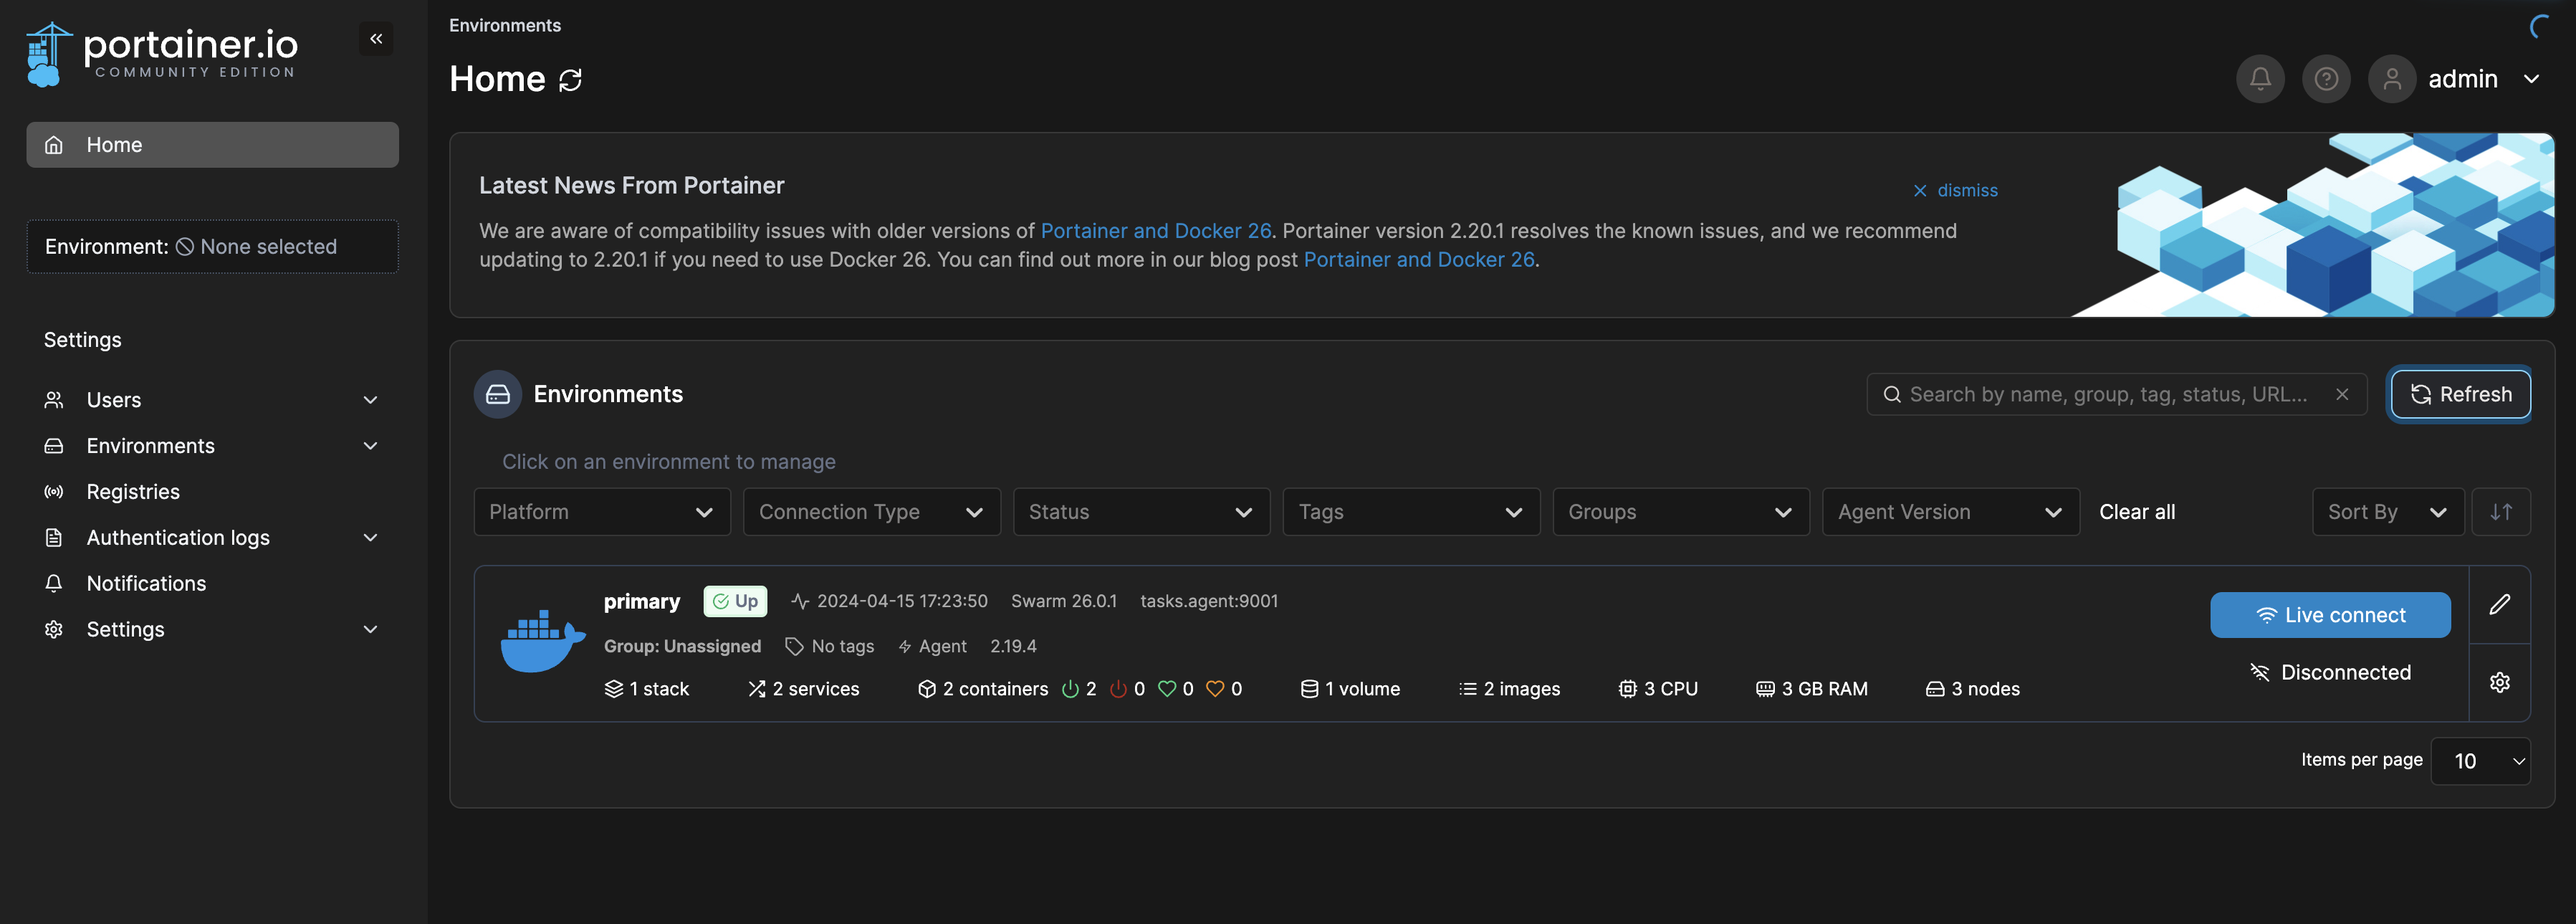 portainer.io
COMMUNITY EDITION
Home
Environment: None selected
Settings
Users
Environments
Registries
Authentication logs
Notifications
Settings
Environments
Home
admin
Latest News From Portainer
dismiss
We are aware of compatibility issues with older versions of Portainer and Docker 26. Portainer version 2.20.1 resolves the known issues, and we recommend
updating to 2.20.1 if you need to use Docker 26. You can find out more in our blog post Portainer and Docker 26.
Environments
Search by name, group, tag, status, URL...
Refresh
Click on an environment to manage
Platform Connection Type Status Tags Groups Agent Version Clear all Sort By
primary Up 2024-04-15 17:23:50 Swarm 26.0.1 tasks.agent:9001
Group: Unassigned No tags Agent 2.19.4
1 stack 2 services 2 containers 2 0 0 0 1 volume 2 images 3 CPU 3 GB RAM 3 nodes
Live connect
Disconnected
Items per page 10